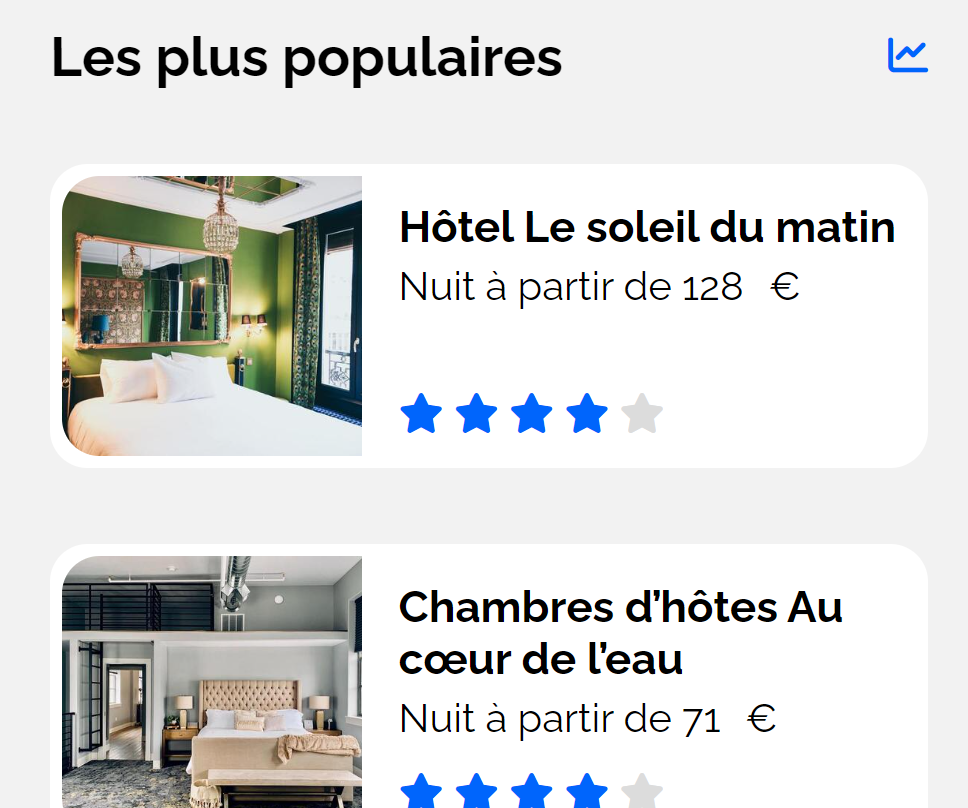 Les plus populaires
Hôtel Le soleil du matin
Nuit à partir de 128 €
Chambres d’hôtes Au
cœur de l’eau
Nuit à partir de 71 €